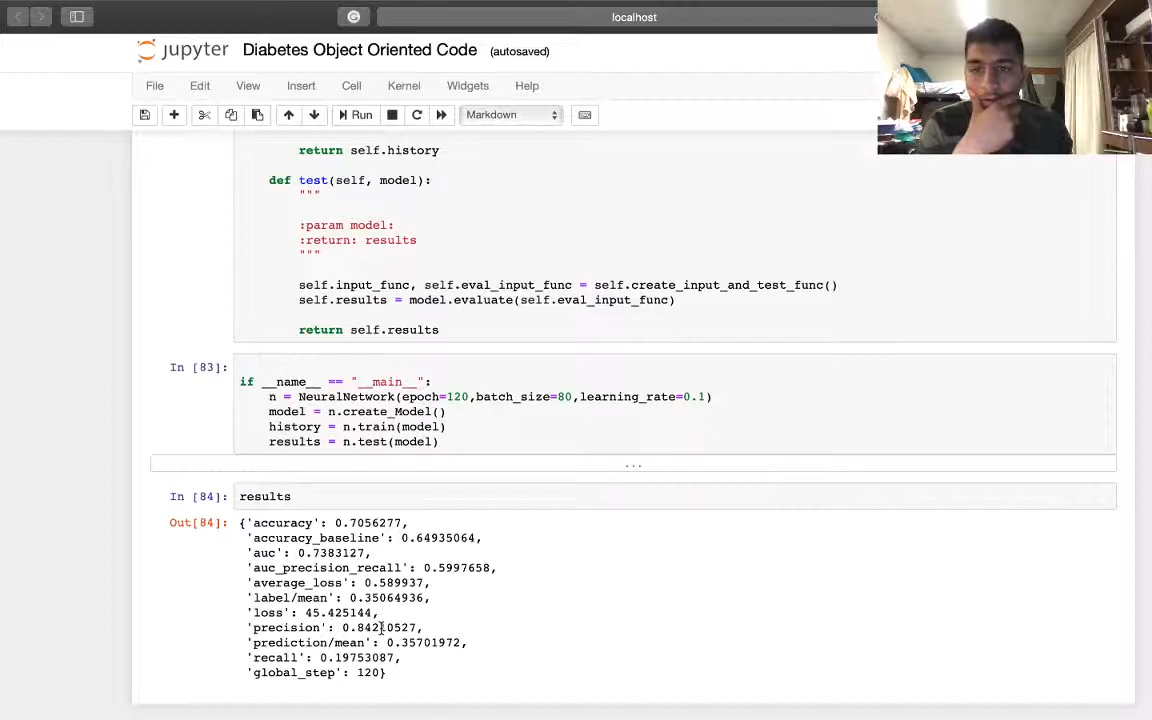 localhost
jupyter Diabetes Object Oriented Code (autosaved)
File Edit View Insert Cell Kernel Widgets Help
Run Markdown
return self.history
def test(self, model):
"""
:param model:
:return: results
"""
self.input_func, self.eval_input_func = self.create_input_and_test_func()
self.results = model.evaluate(self.eval_input_func)
return self.results
In [83]:
if __name__ == "__main__":
n = NeuralNetwork(epoch=120,batch_size=80,learning_rate=0.1)
model = n.create_Model()
history = n.train(model)
results = n.test(model)
...
In [84]: results
Out[84]: {'accuracy': 0.7056277,
'accuracy_baseline': 0.64935064,
'auc': 0.7383127,
'auc_precision_recall': 0.5997658,
'average_loss': 0.589937,
'label/mean': 0.35064936,
'loss': 45.425144,
'precision': 0.84210527,
'prediction/mean': 0.35701972,
'recall': 0.19753087,
'global_step': 120}